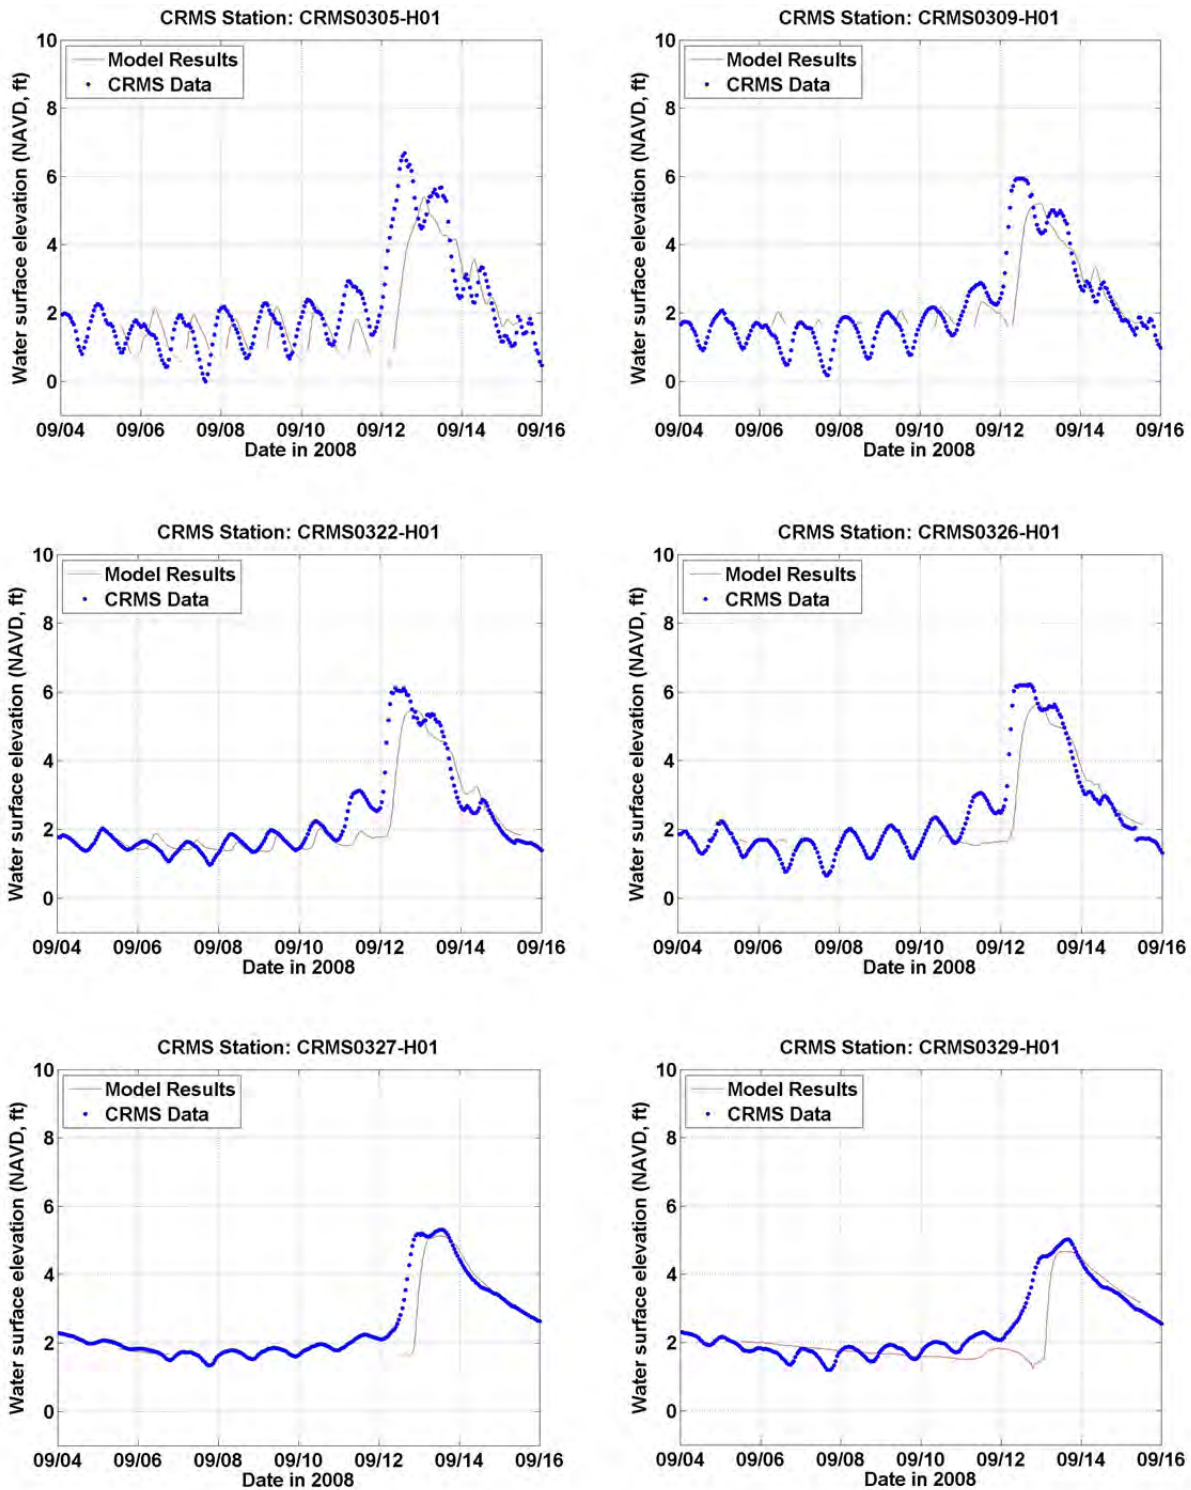 CRMS Station: CRMS0305-H01
Model Results
CRMS Data
Water surface elevation (NAVD, ft)
10
8
6
4
2
0
09/04 09/06 09/08 09/10 09/12 09/14 09/16
Date in 2008
CRMS Station: CRMS0309-H01
Model Results
CRMS Data
Water surface elevation (NAVD, ft)
10
8
6
4
2
0
09/04 09/06 09/08 09/10 09/12 09/14 09/16
Date in 2008
CRMS Station: CRMS0322-H01
Model Results
CRMS Data
Water surface elevation (NAVD, ft)
10
8
6
4
2
0
09/04 09/06 09/08 09/10 09/12 09/14 09/16
Date in 2008
CRMS Station: CRMS0326-H01
Model Results
CRMS Data
Water surface elevation (NAVD, ft)
10
8
6
4
2
0
09/04 09/06 09/08 09/10 09/12 09/14 09/16
Date in 2008
CRMS Station: CRMS0327-H01
Model Results
CRMS Data
Water surface elevation (NAVD, ft)
10
8
6
4
2
0
09/04 09/06 09/08 09/10 09/12 09/14 09/16
Date in 2008
CRMS Station: CRMS0329-H01
Model Results
CRMS Data
Water surface elevation (NAVD, ft)
10
8
6
4
2
0
09/04 09/06 09/08 09/10 09/12 09/14 09/16
Date in 2008